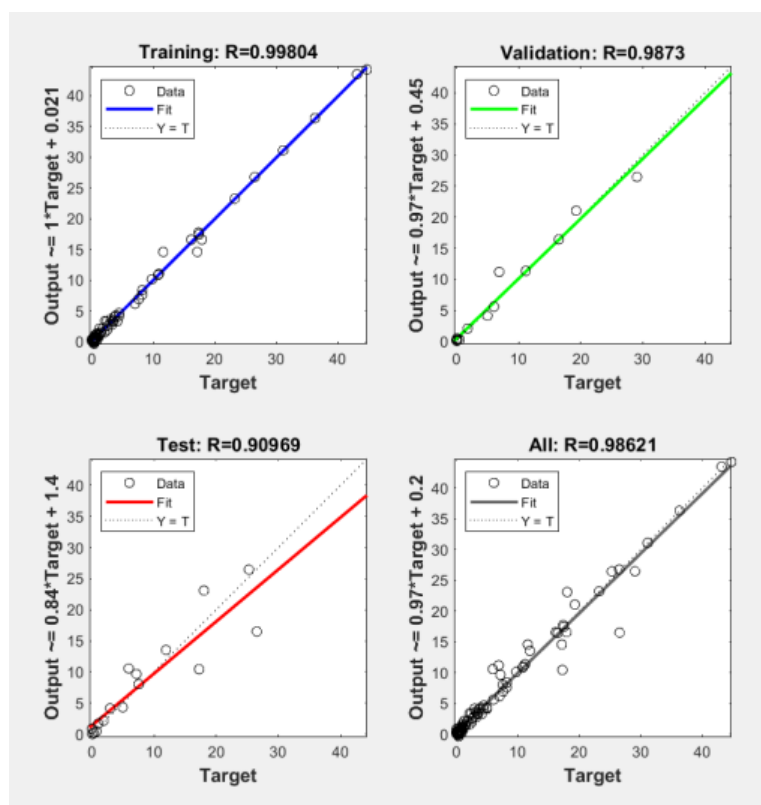 Training: R=0.99804
Output ~= 1*Target + 0.021
45
40
35
30
25
20
15
10
5
0
Data
Fit
Y = T
0
10
20
30
40
Target
Validation: R=0.9873
Output ~= 0.97*Target + 0.45
40
35
30
25
20
15
10
5
0
Data
Fit
Y = T
0
10
20
30
40
Target
Test: R=0.90969
Output ~= 0.84*Target + 1.4
40
35
30
25
20
15
10
5
0
Data
Fit
Y = T
0
10
20
30
40
Target
All: R=0.98621
Output ~= 0.97*Target + 0.2
40
35
30
25
20
15
10
5
0
Data
Fit
Y = T
0
10
20
30
40
Target